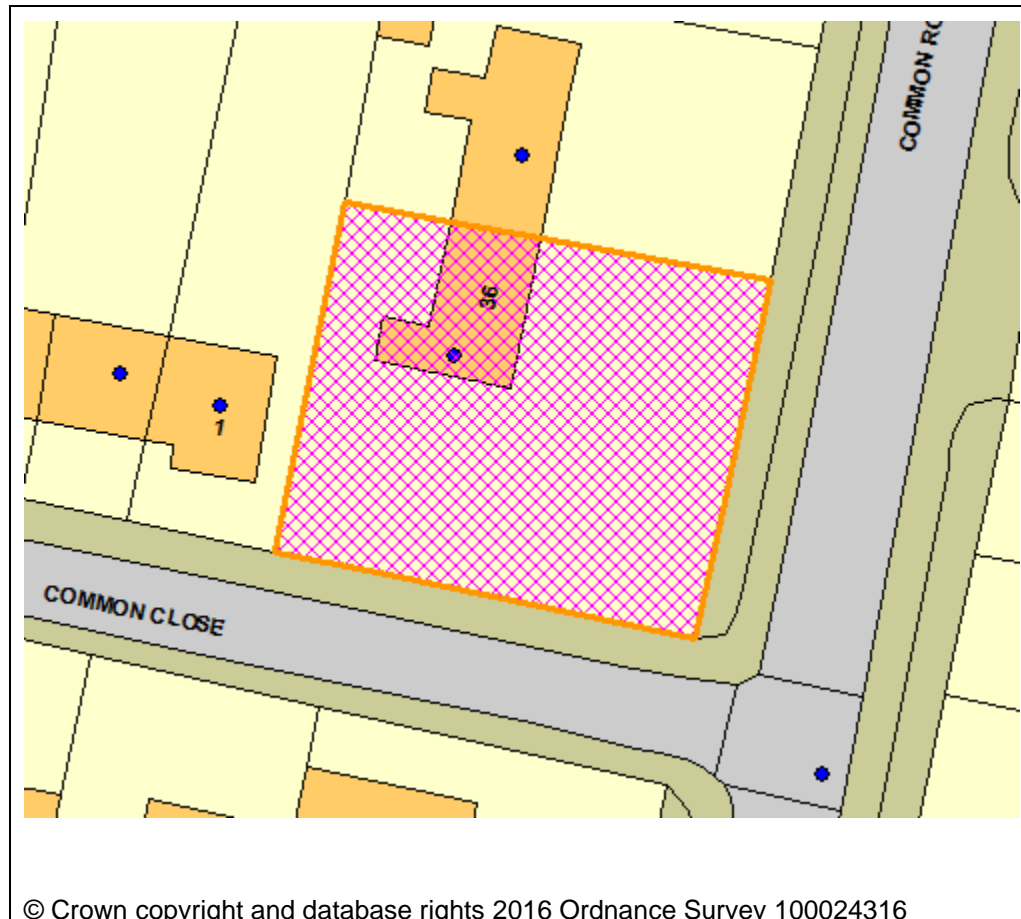 COMMON RO
36
1
COMMON CLOSE
© Crown copyright and database rights 2016 Ordnance Survey 100024316